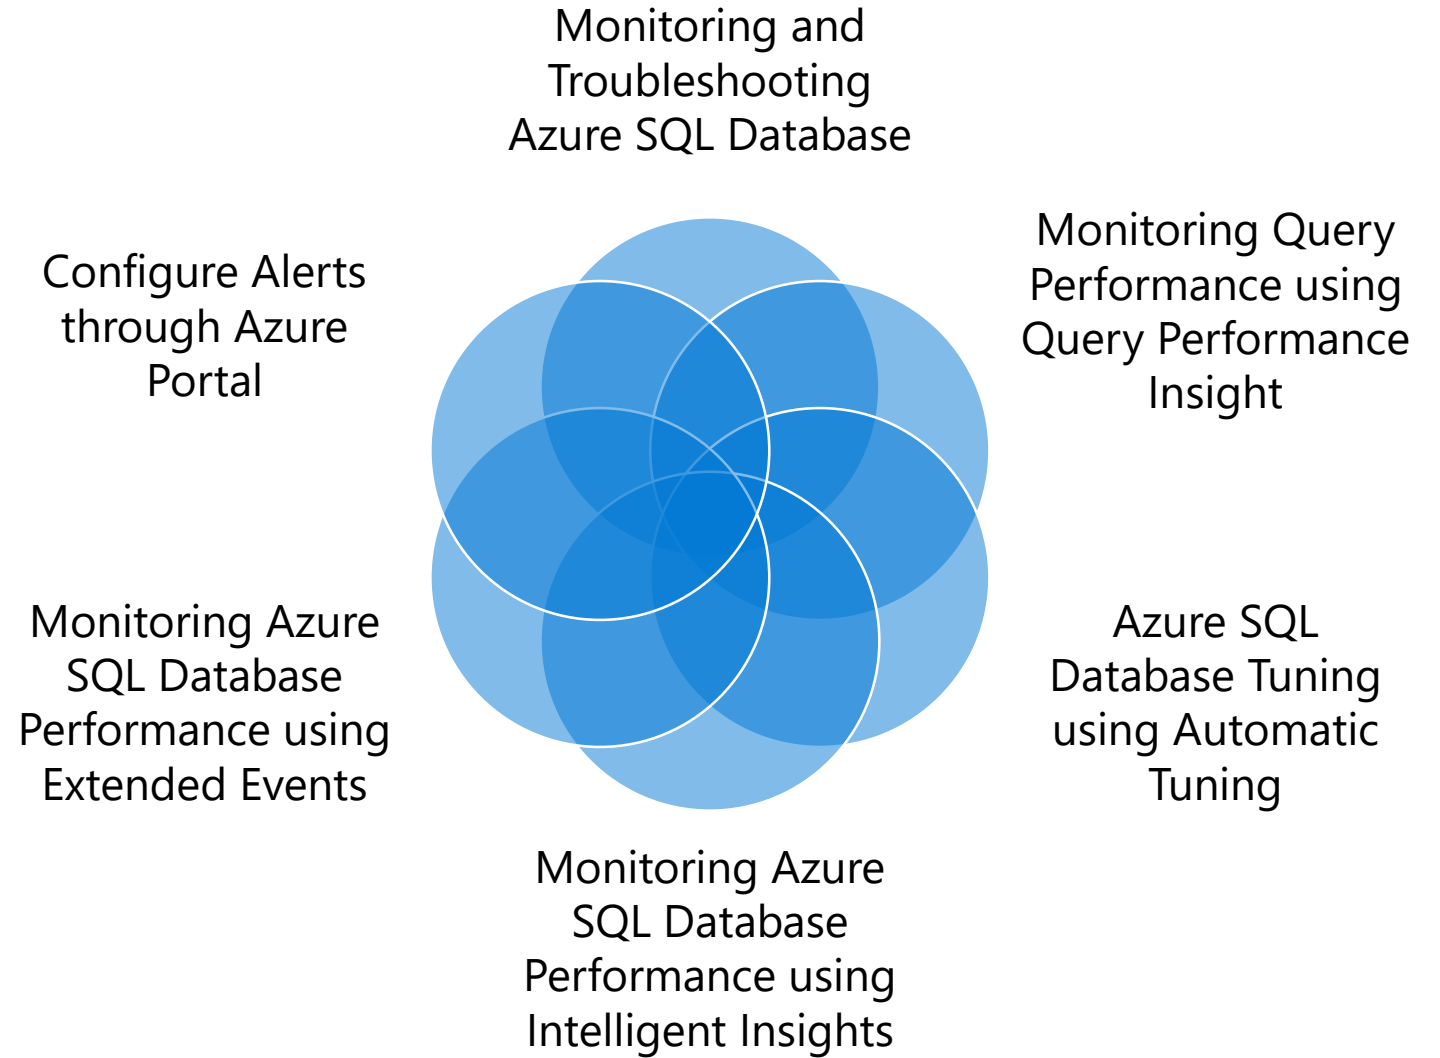 Monitoring and
Troubleshooting
Azure SQL Database
Monitoring Query
Performance using
Query Performance
Insight
Azure SQL
Database Tuning
using Automatic
Tuning
Monitoring Azure
SQL Database
Performance using
Intelligent Insights
Monitoring Azure
SQL Database
Performance using
Extended Events
Configure Alerts
through Azure
Portal